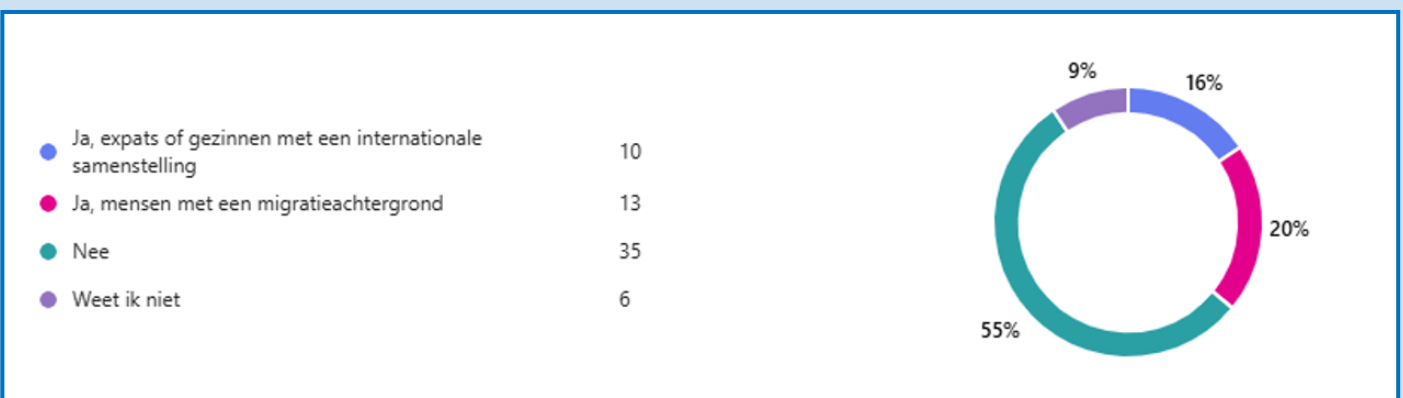 Ja, expats of gezinnen met een internationale
samenstelling
10
Ja, mensen met een migratieachtergrond
13
Nee
35
Weet ik niet
6
9%
16%
20%
55%